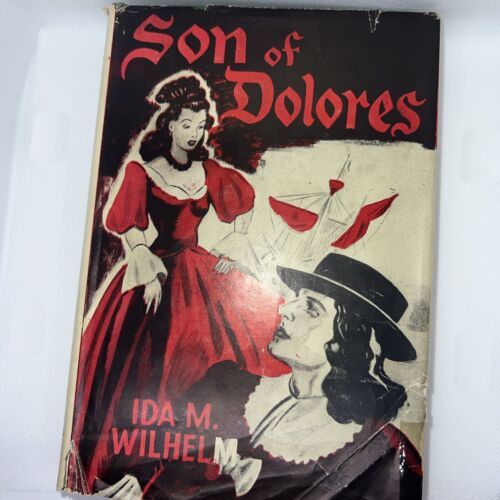 Son of
Dolores
IDA M.
WILHELM